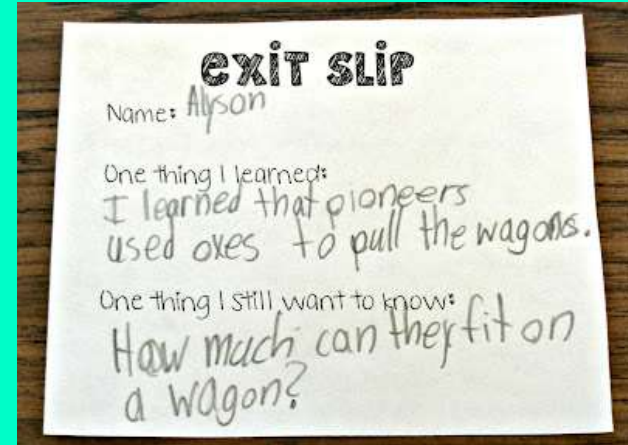 exit slip
Name: Alyson
One thing I learned:
I learned that pioneers
used oxes to pull the wagons.
One thing I still want to know:
How much can they fit on
a wagon?